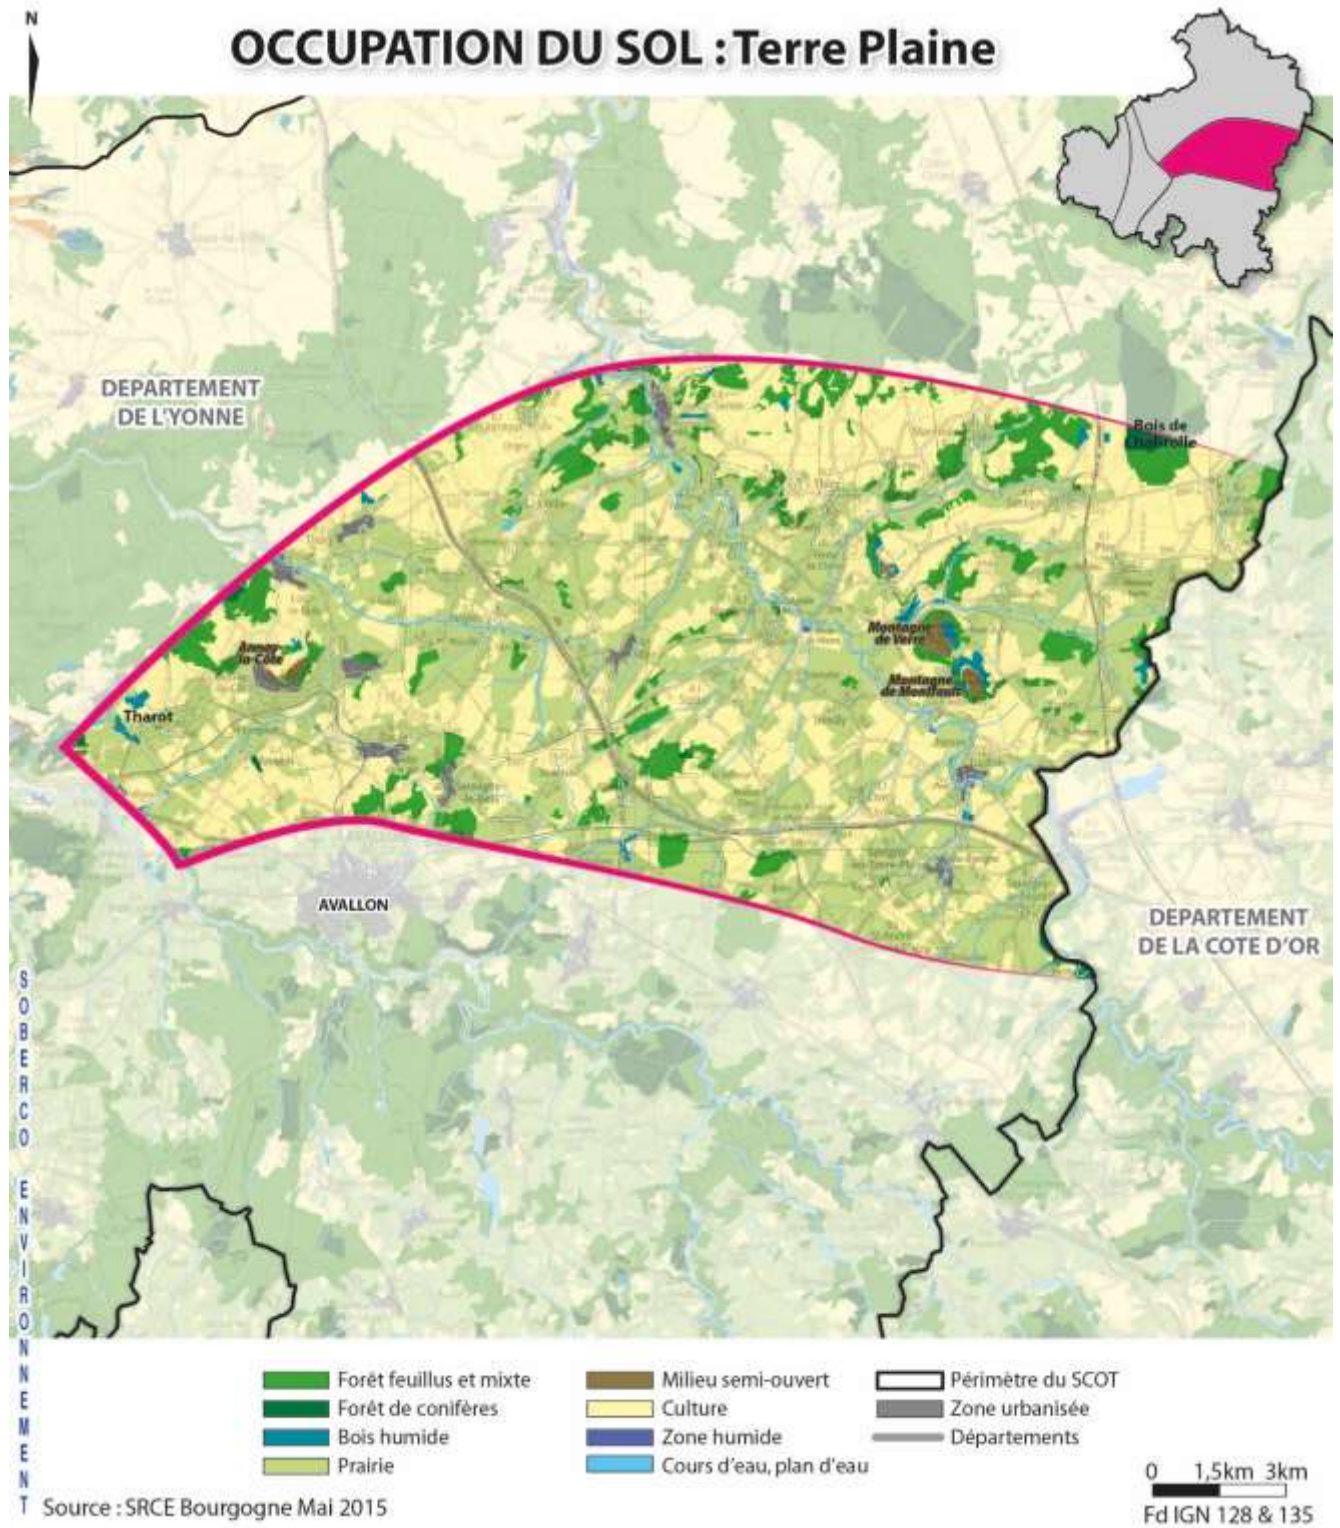 N
OCCUPATION DU SOL : Terre Plaine
DEPARTEMENT
DE L'YONNE
Bois de
Chabrolle
Annay-
la-Côte
Montagne
de Verre
Montagne
de Montfault
Tharot
AVALLON
DEPARTEMENT
DE LA COTE D'OR
SOBERCO ENVIRONNEMENT
Forêt feuillus et mixte
Forêt de conifères
Bois humide
Prairie
Milieu semi-ouvert
Culture
Zone humide
Cours d'eau, plan d'eau
Périmètre du SCOT
Zone urbanisée
Départements
0 1,5km 3km
Fd IGN 128 & 135
Source : SRCE Bourgogne Mai 2015